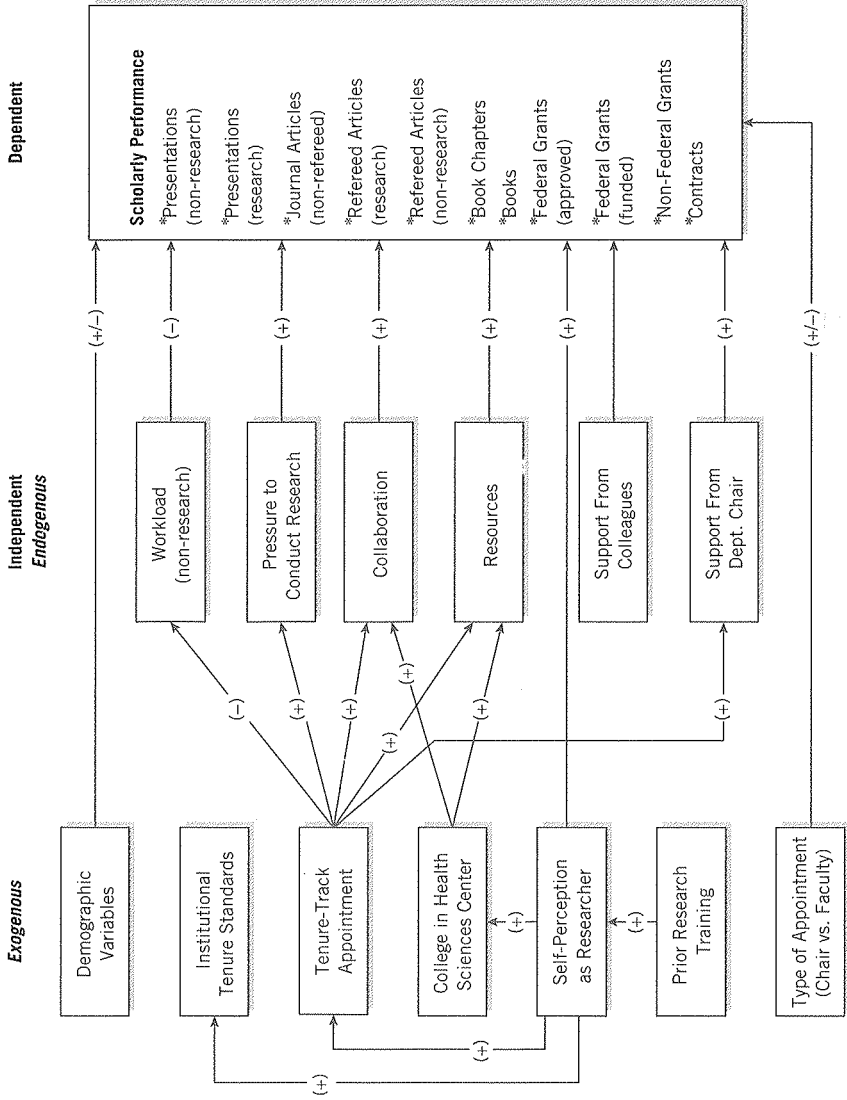 Exogenous
Independent
Endogenous
Dependent
Demographic
Variables
Institutional
Tenure Standards
Tenure-Track
Appointment
College in Health
Sciences Center
Self-Perception
as Researcher
Prior Research
Training
Type of Appointment
(Chair vs. Faculty)
(+)
(+)
(+)
(+)
(–)
(+)
(+)
(+)
(+)
(+)
(+)
Workload
(non-research)
Pressure to
Conduct Research
Collaboration
Resources
Support From
Colleagues
Support From
Dept. Chair
(+/–)
(–)
(+)
(+)
(+)
(+)
(+)
(+/–)
Scholarly Performance
*Presentations
(non-research)
*Presentations
(research)
*Journal Articles
(non-refereed)
*Refereed Articles
(research)
*Refereed Articles
(non-research)
*Book Chapters
*Books
*Federal Grants
(approved)
*Federal Grants
(funded)
*Non-Federal Grants
*Contracts